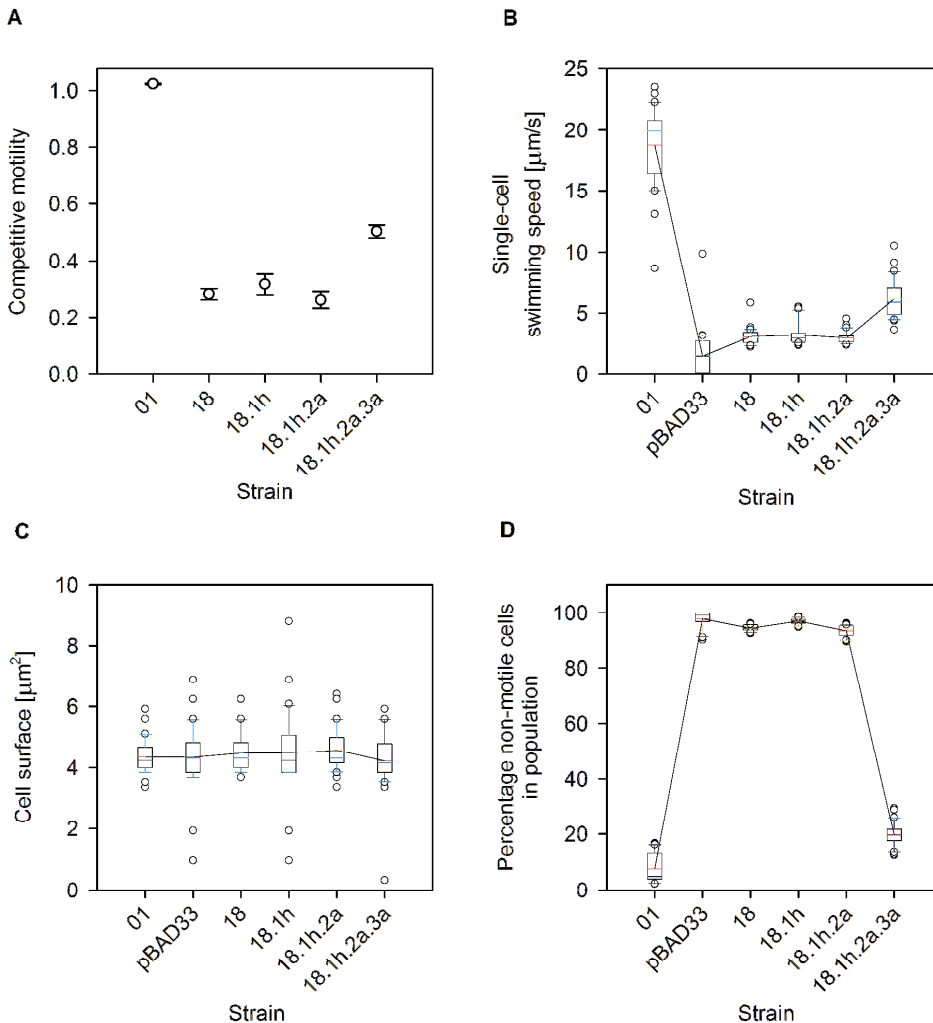 A
Competitive motility
1.0
0.8
0.6
0.4
0.2
0.0
01
18
18.1h
18.1h.2a
18.1h.2a.3a
Strain
B
Single-cell
swimming speed [μm/s]
25
20
15
10
5
0
01
pBAD33
18
18.1h
18.1h.2a
18.1h.2a.3a
Strain
C
Cell surface [μm²]
10
8
6
4
2
0
01
pBAD33
18
18.1h
18.1h.2a
18.1h.2a.3a
Strain
D
Percentage non-motile cells
in population
100
80
60
40
20
0
01
pBAD33
18
18.1h
18.1h.2a
18.1h.2a.3a
Strain